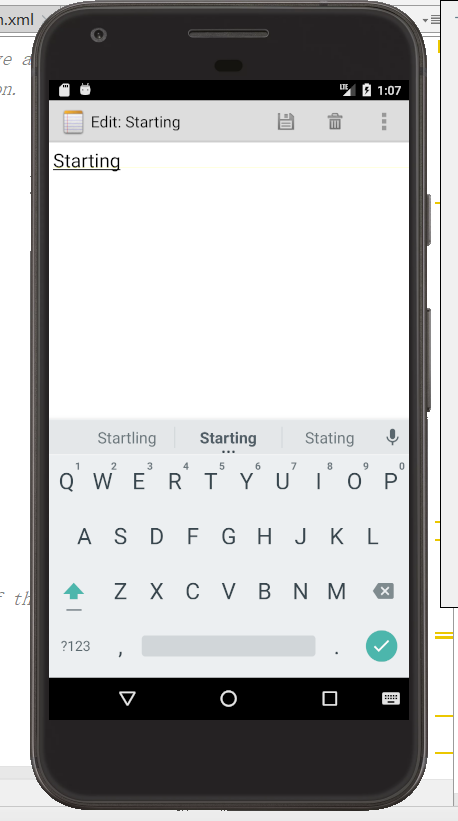 n.xml
ve a
on.
LTE 1:07
Edit: Starting
Starting
Startling Starting Stating
1 2 3 4 5 6 7 8 9 0
Q W E R T Y U I O P
A S D F G H J K L
Z X C V B N M
?123 , .
f th